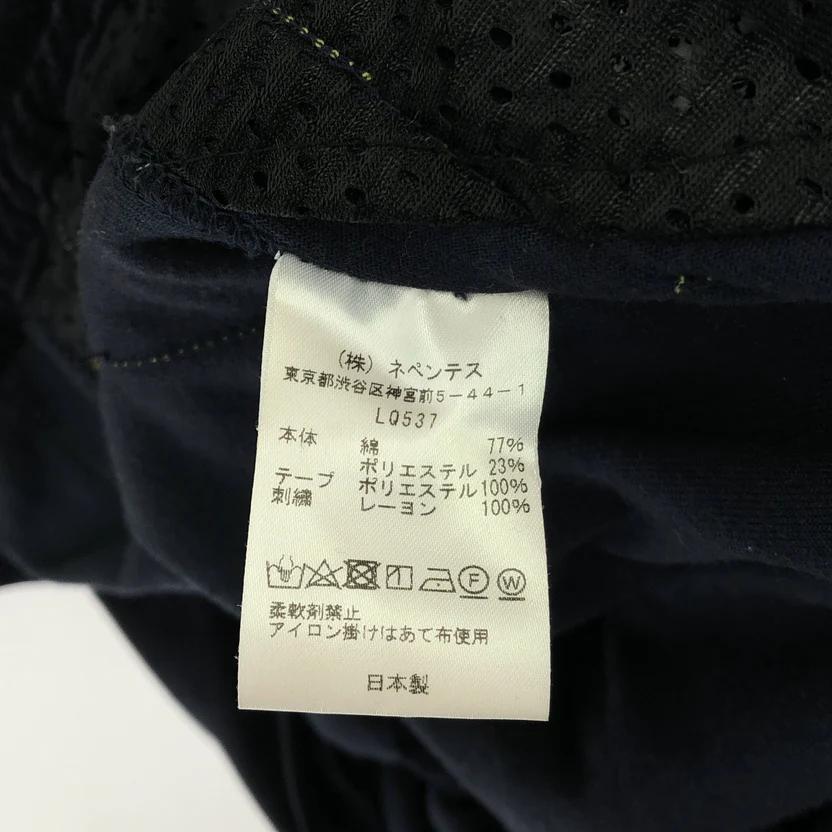 （株）ネペンテス
東京都渋谷区神宮前5－44－1
LQ537
本体 綿 77%
ポリエステル 23%
テープ ポリエステル 100%
刺繍 レーヨン 100%
F W
柔軟剤禁止
アイロン掛けはあて布使用
日本製